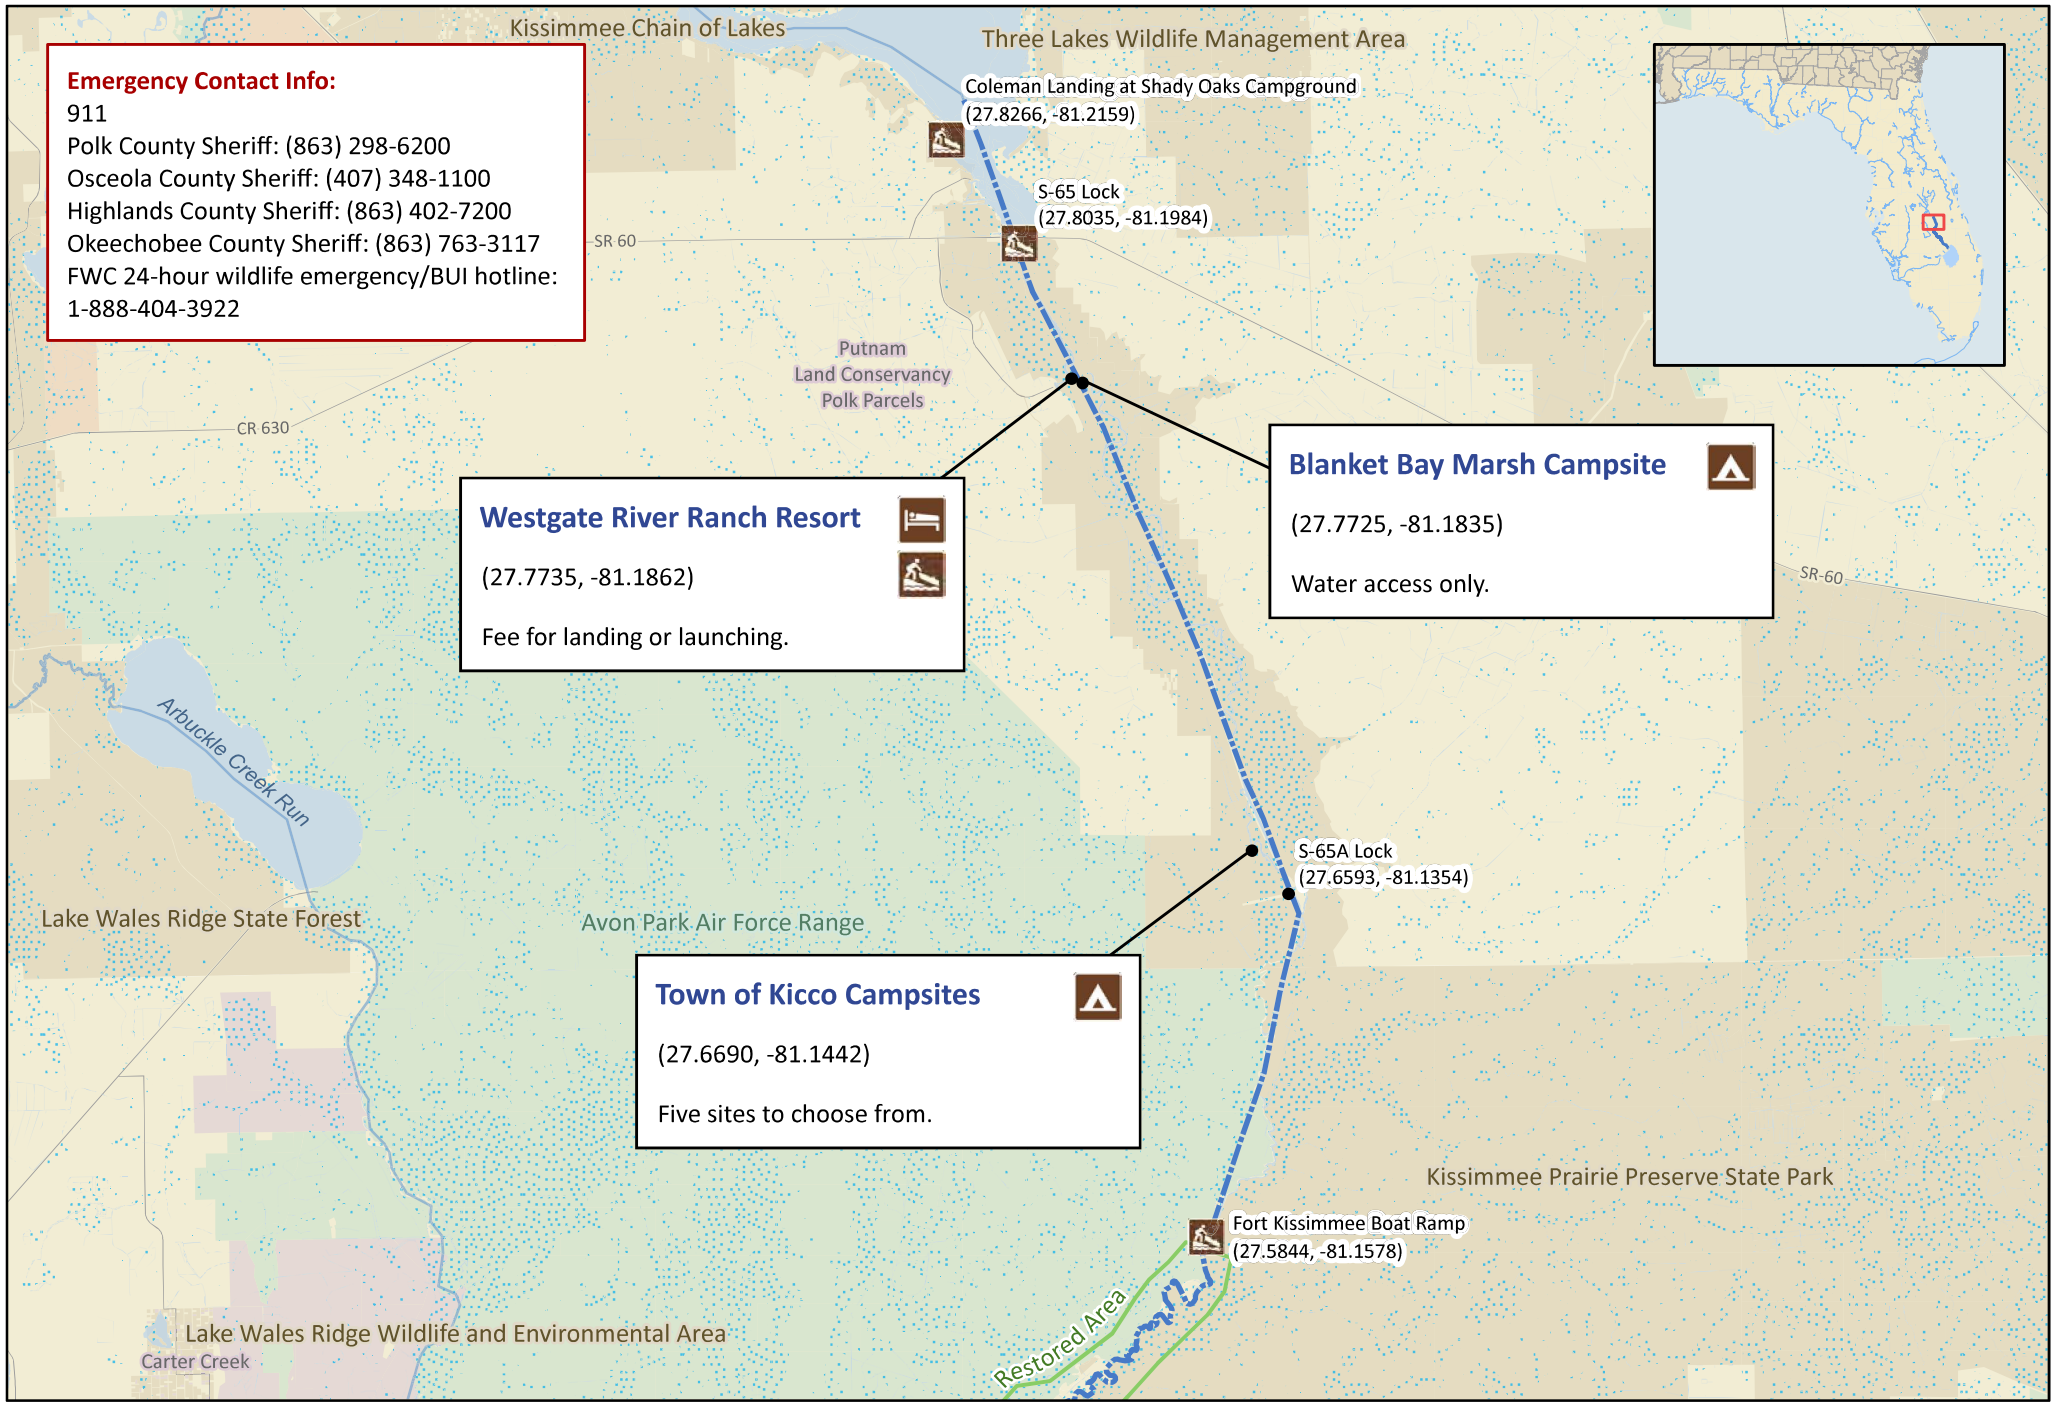 Kissimmee Chain of Lakes
Three Lakes Wildlife Management Area
Emergency Contact Info:
911
Polk County Sheriff: (863) 298-6200
Osceola County Sheriff: (407) 348-1100
Highlands County Sheriff: (863) 402-7200
Okeechobee County Sheriff: (863) 763-3117
FWC 24-hour wildlife emergency/BUI hotline:
1-888-404-3922
Coleman Landing at Shady Oaks Campground
(27.8266, -81.2159)
S-65 Lock
(27.8035, -81.1984)
SR 60
Putnam
Land Conservancy
Polk Parcels
CR 630
Westgate River Ranch Resort
(27.7735, -81.1862)
Fee for landing or launching.
Blanket Bay Marsh Campsite
(27.7725, -81.1835)
Water access only.
SR-60
Arbuckle Creek Run
S-65A Lock
(27.6593, -81.1354)
Lake Wales Ridge State Forest
Avon Park Air Force Range
Town of Kicco Campsites
(27.6690, -81.1442)
Five sites to choose from.
Kissimmee Prairie Preserve State Park
Fort Kissimmee Boat Ramp
(27.5844, -81.1578)
Restored Area
Lake Wales Ridge Wildlife and Environmental Area
Carter Creek